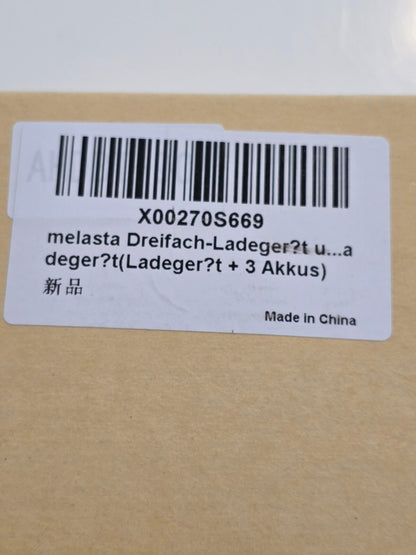 X00270S669
melasta Dreifach-Ladeger?t u...a
deger?t(Ladeger?t + 3 Akkus)
新品
Made in China